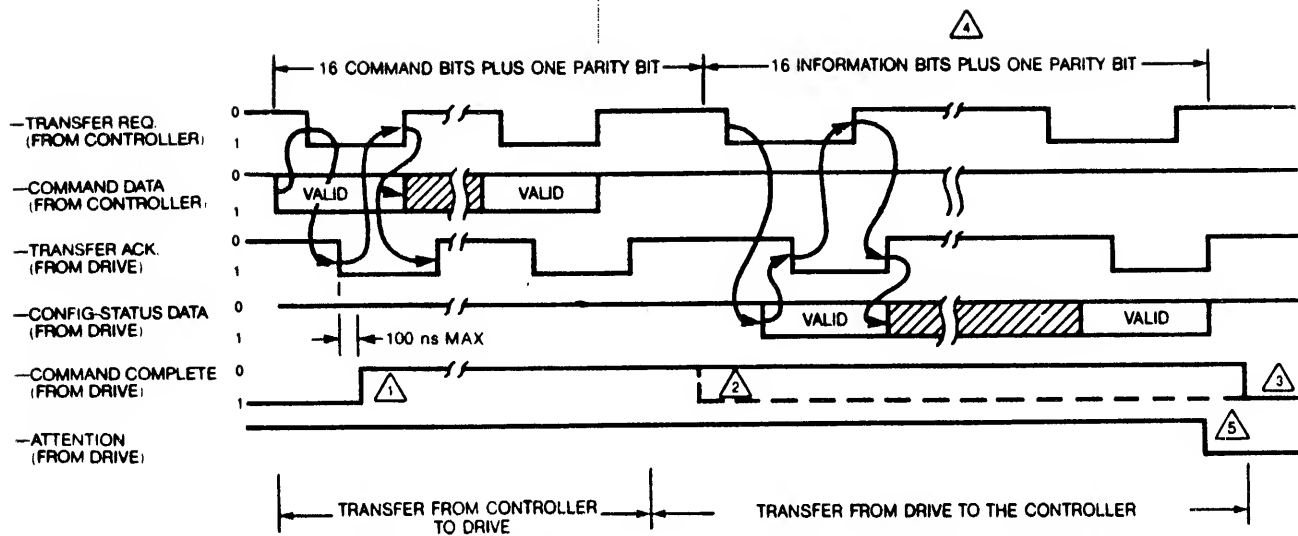 4
16 COMMAND BITS PLUS ONE PARITY BIT
16 INFORMATION BITS PLUS ONE PARITY BIT
0
—TRANSFER REQ.
(FROM CONTROLLER)
1
0
—COMMAND DATA
(FROM CONTROLLER)
VALID
VALID
1
0
—TRANSFER ACK.
(FROM DRIVE)
1
0
—CONFIG-STATUS DATA
(FROM DRIVE)
VALID
VALID
1
100 ns MAX
0
—COMMAND COMPLETE
(FROM DRIVE)
1
1
2
3
—ATTENTION
(FROM DRIVE)
5
TRANSFER FROM CONTROLLER
TO DRIVE
TRANSFER FROM DRIVE TO THE CONTROLLER